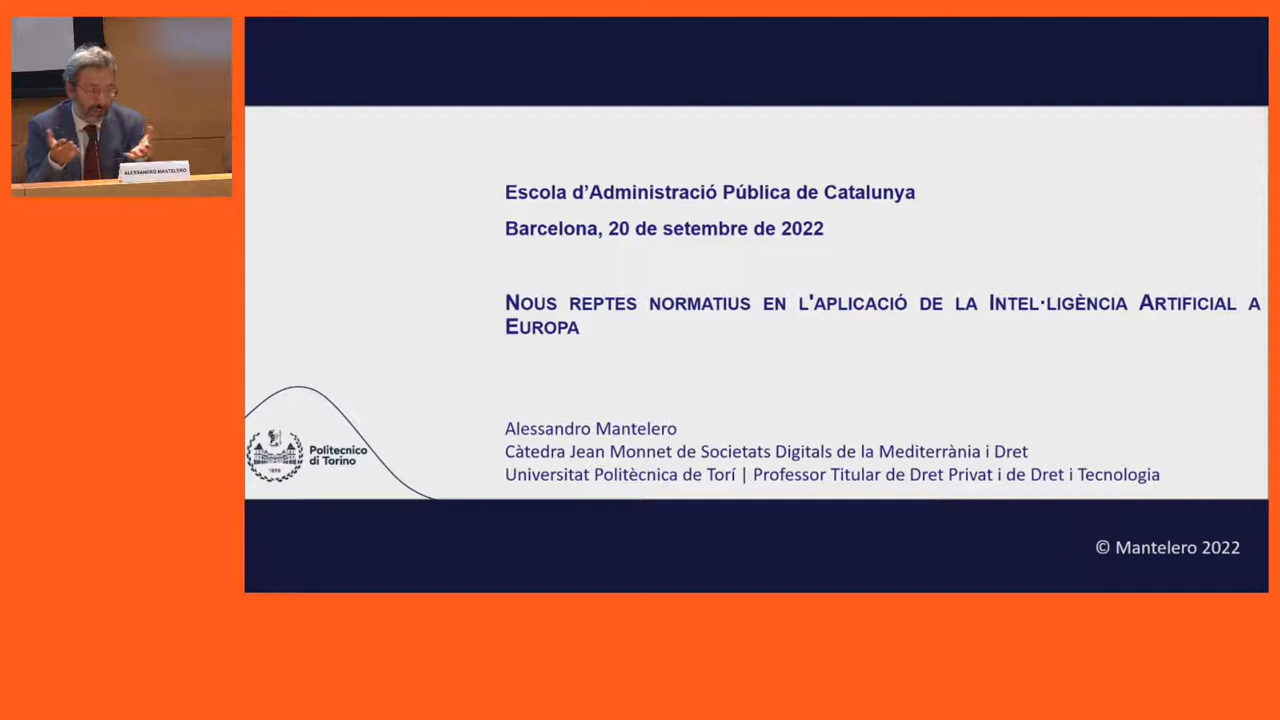 ALESSANDRO MANTELERO
Escola d'Administració Pública de Catalunya
Barcelona, 20 de setembre de 2022
NOUS REPTES NORMATIUS EN L'APLICACIÓ DE LA INTEL·LIGÈNCIA ARTIFICIAL A
EUROPA
Politecnico
di Torino
1859
Alessandro Mantelero
Càtedra Jean Monnet de Societats Digitals de la Mediterrània i Dret
Universitat Politècnica de Torí | Professor Titular de Dret Privat i de Dret i Tecnologia
© Mantelero 2022